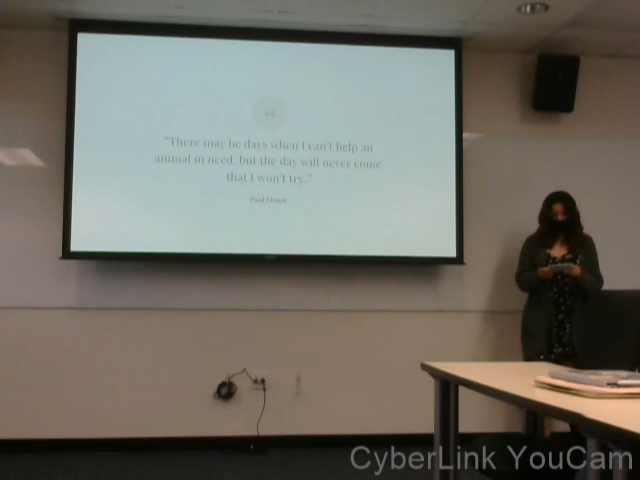 "There may be days when I can't help an
animal in need, but the day will never come
that I won't try."
Paul Oxton
CyberLink YouCam